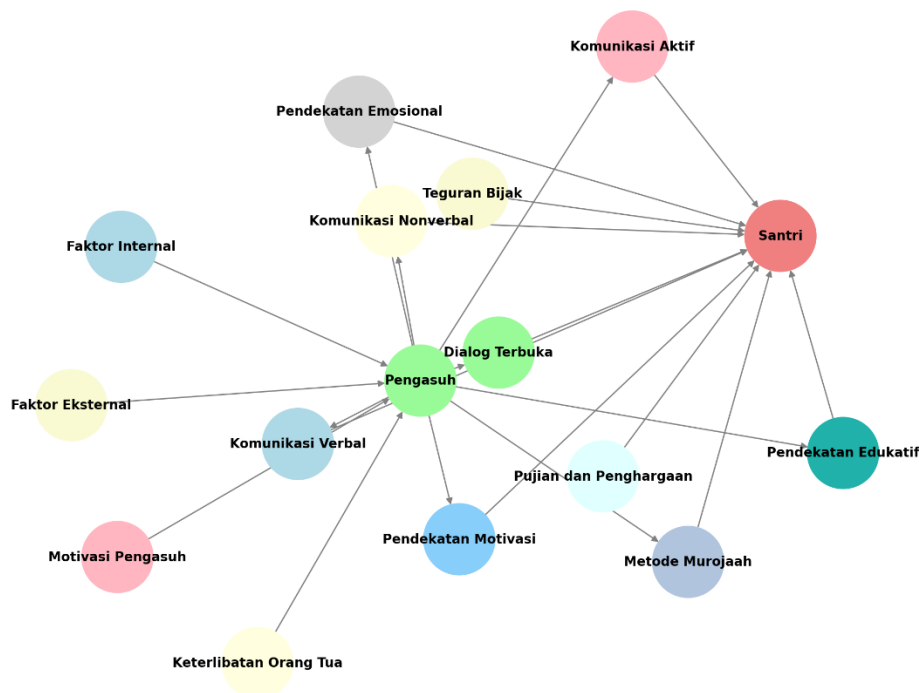 Komunikasi Aktif
Pendekatan Emosional
Teguran Bijak
Komunikasi Nonverbal
Santri
Faktor Internal
Dialog Terbuka
Pengasuh
Faktor Eksternal
Komunikasi Verbal
Pendekatan Edukatif
Pujian dan Penghargaan
Pendekatan Motivasi
Motivasi Pengasuh
Metode Murojaah
Keterlibatan Orang Tua